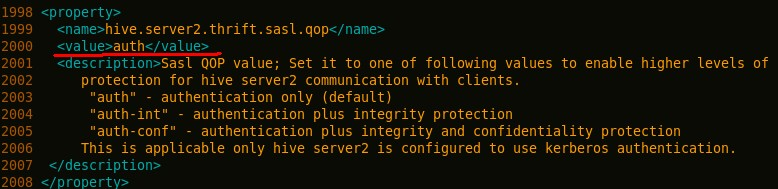 1998 <property>
1999   <name>hive.server2.thrift.sasl.qop</name>
2000   <value>auth</value>
2001   <description>Sasl QOP value; Set it to one of following values to enable higher levels of
2002      protection for hive server2 communication with clients.
2003       "auth" - authentication only (default)
2004       "auth-int" - authentication plus integrity protection
2005       "auth-conf" - authentication plus integrity and confidentiality protection
2006      This is applicable only hive server2 is configured to use kerberos authentication.
2007  </description>
2008 </property>